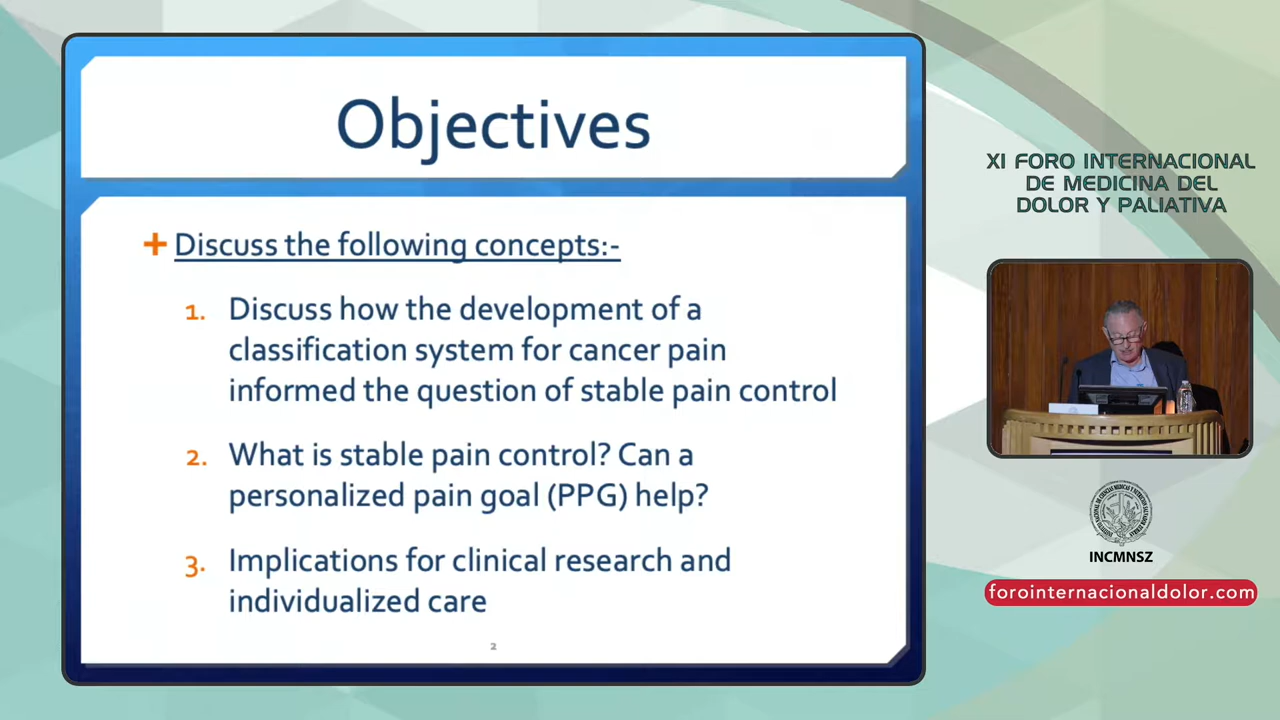 Objectives
+ Discuss the following concepts:-
1. Discuss how the development of a
classification system for cancer pain
informed the question of stable pain control
2. What is stable pain control? Can a
personalized pain goal (PPG) help?
3. Implications for clinical research and
individualized care
2
XI FORO INTERNACIONAL
DE MEDICINA DEL
DOLOR Y PALIATIVA
INCMNSZ
forointernacionaldolor.com